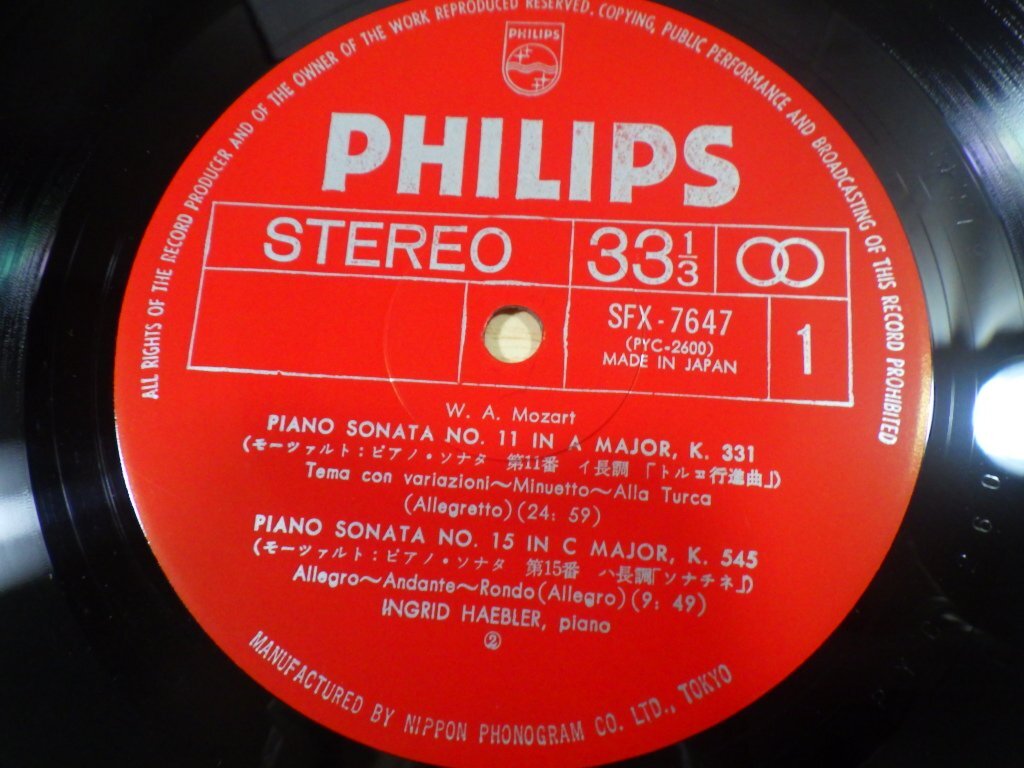 ALL RIGHTS OF THE RECORD PRODUCER AND OF THE OWNER OF THE WORK REPRODUCED RESERVED. COPYING, PUBLIC PERFORMANCE AND BROADCASTING OF THIS RECORD PROHIBITED
PHILIPS
PHILIPS
STEREO 33 1/3
SFX-7647
(PYC-2600)
MADE IN JAPAN
1
W. A. Mozart
PIANO SONATA NO. 11 IN A MAJOR, K. 331
(モーツァルト：ピアノ・ソナタ 第11番 イ長調 「トルコ行進曲」)
Tema con variazioni～Minuetto～Alla Turca
(Allegretto) (24: 59)
PIANO SONATA NO. 15 IN C MAJOR, K. 545
(モーツァルト：ピアノ・ソナタ 第15番 ハ長調「ソナチネ」)
Allegro～Andante～Rondo (Allegro) (9: 49)
INGRID HAEBLER, piano
②
MANUFACTURED BY NIPPON PHONOGRAM CO. LTD., TOKYO